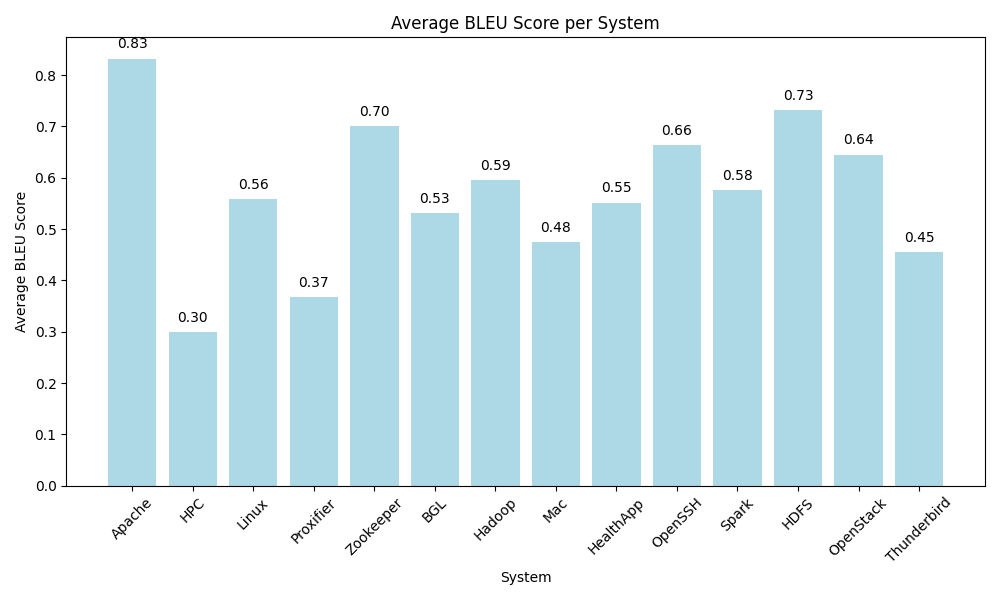 Average BLEU Score per System
Average BLEU Score
0.8
0.7
0.6
0.5
0.4
0.3
0.2
0.1
0.0
0.83
0.30
0.56
0.37
0.70
0.53
0.59
0.48
0.55
0.66
0.58
0.73
0.64
0.45
Apache
HPC
Linux
Proxifier
Zookeeper
BGL
Hadoop
Mac
HealthApp
OpenSSH
Spark
HDFS
OpenStack
Thunderbird
System